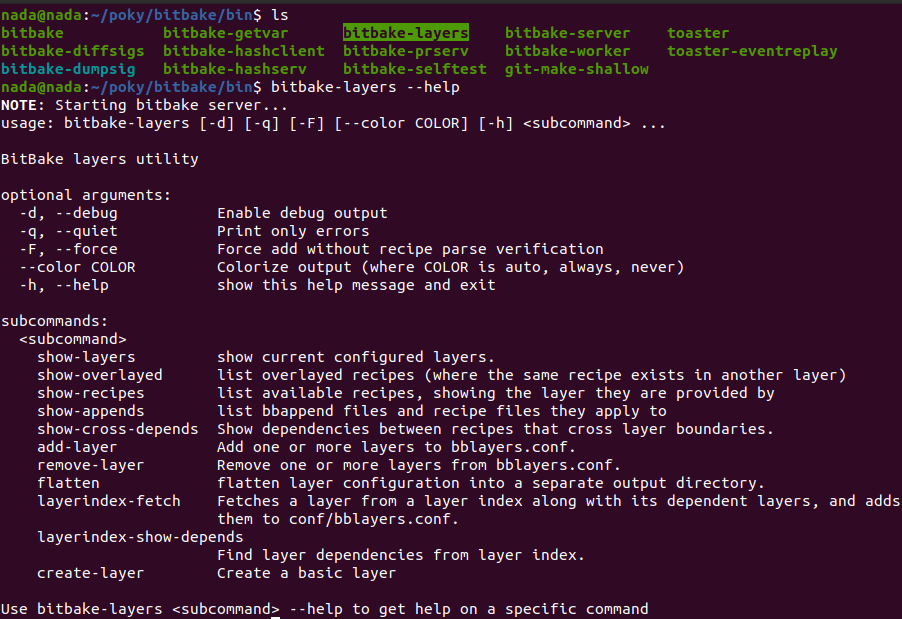 nada@nada:~/poky/bitbake/bin$ ls
bitbake bitbake-getvar bitbake-layers bitbake-server toaster
bitbake-diffsigs bitbake-hashclient bitbake-prserv bitbake-worker toaster-eventreplay
bitbake-dumpsig bitbake-hashserv bitbake-selftest git-make-shallow
nada@nada:~/poky/bitbake/bin$ bitbake-layers --help
NOTE: Starting bitbake server...
usage: bitbake-layers [-d] [-q] [-F] [--color COLOR] [-h] <subcommand> ...
BitBake layers utility
optional arguments:
-d, --debug Enable debug output
-q, --quiet Print only errors
-F, --force Force add without recipe parse verification
--color COLOR Colorize output (where COLOR is auto, always, never)
-h, --help show this help message and exit
subcommands:
<subcommand>
show-layers show current configured layers.
show-overlayed list overlayed recipes (where the same recipe exists in another layer)
show-recipes list available recipes, showing the layer they are provided by
show-appends list bbappend files and recipe files they apply to
show-cross-depends Show dependencies between recipes that cross layer boundaries.
add-layer Add one or more layers to bblayers.conf.
remove-layer Remove one or more layers from bblayers.conf.
flatten flatten layer configuration into a separate output directory.
layerindex-fetch Fetches a layer from a layer index along with its dependent layers, and adds
them to conf/bblayers.conf.
layerindex-show-depends
Find layer dependencies from layer index.
create-layer Create a basic layer
Use bitbake-layers <subcommand> --help to get help on a specific command